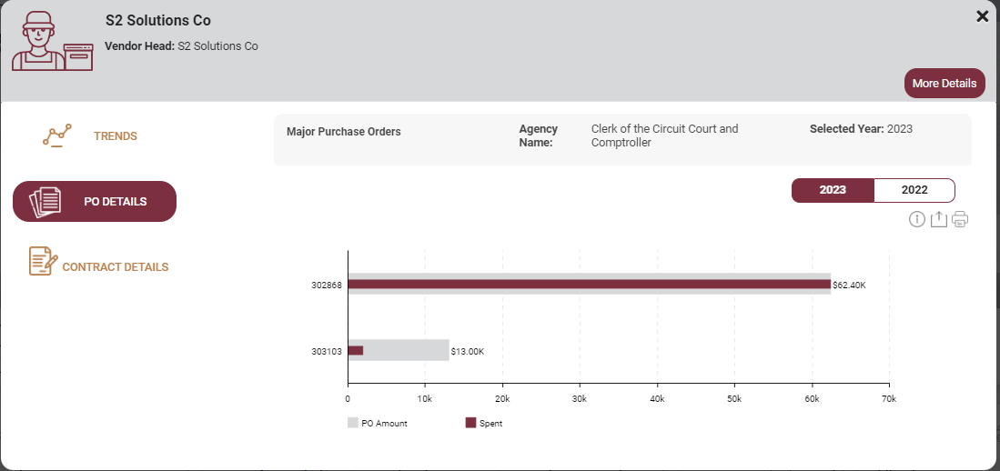 S2 Solutions Co
Vendor Head: S2 Solutions Co
More Details
TRENDS
PO DETAILS
CONTRACT DETAILS
Major Purchase Orders
Agency Name:
Clerk of the Circuit Court and
Comptroller
Selected Year: 2023
2023
2022
302868
$62.40K
303103
$13.00K
0 10k 20k 30k 40k 50k 60k 70k
PO Amount
Spent